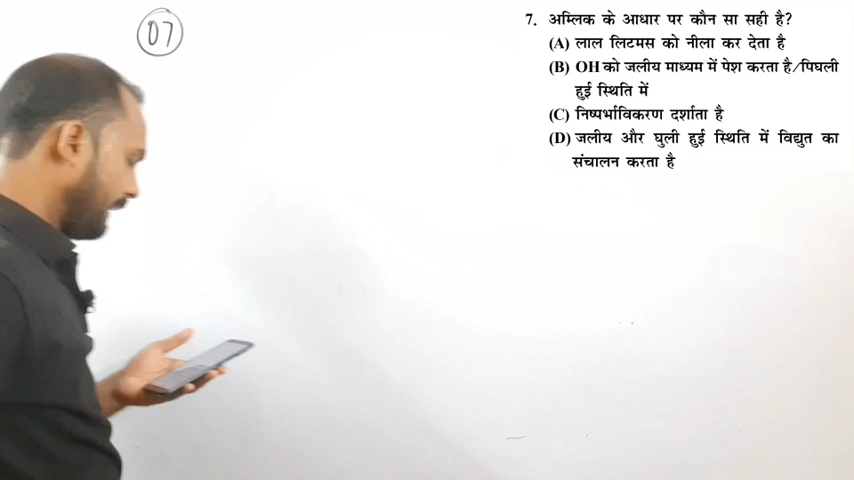 07
7. अम्लिक के आधार पर कौन सा सही है?
(A) लाल लिटमस को नीला कर देता है
(B) OH को जलीय माध्यम में पेश करता है/पिघली
हुई स्थिति में
(C) निष्पर्भाविकरण दर्शाता है
(D) जलीय और घुली हुई स्थिति में विद्युत का
संचालन करता है